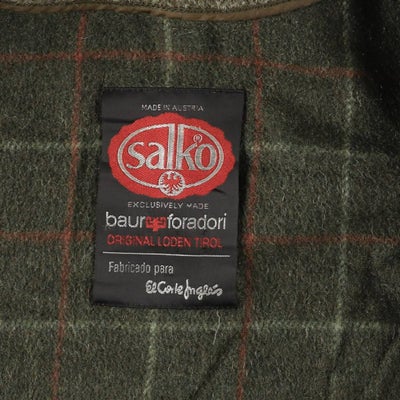 MADE IN AUSTRIA
salko
EXCLUSIVELY MADE
baur foradori
ORIGINAL LODEN TIROL
Fabricado para
El Corte Inglés